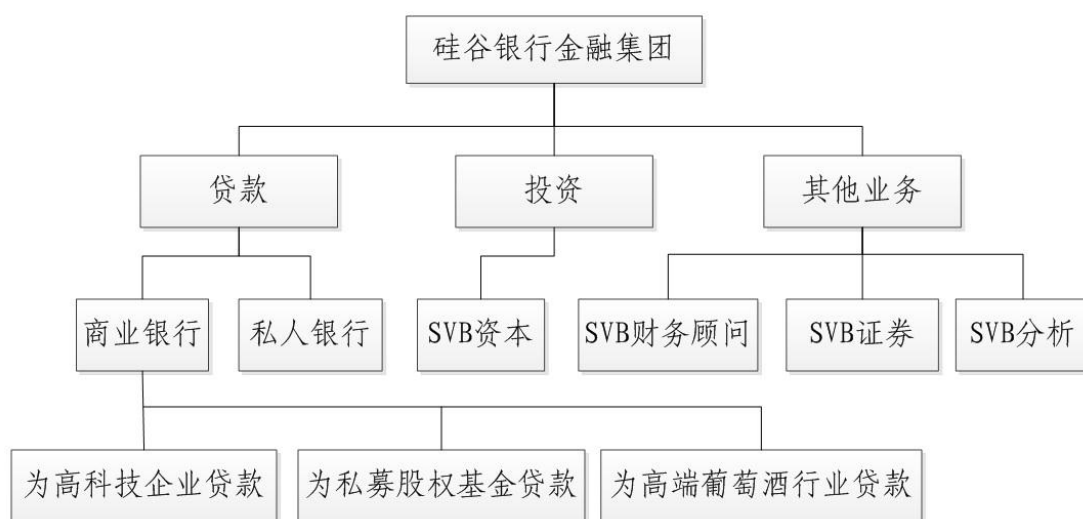 硅谷银行金融集团
贷款
投资
其他业务
商业银行
私人银行
SVB资本
SVB财务顾问
SVB证券
SVB分析
为高科技企业贷款
为私募股权基金贷款
为高端葡萄酒行业贷款